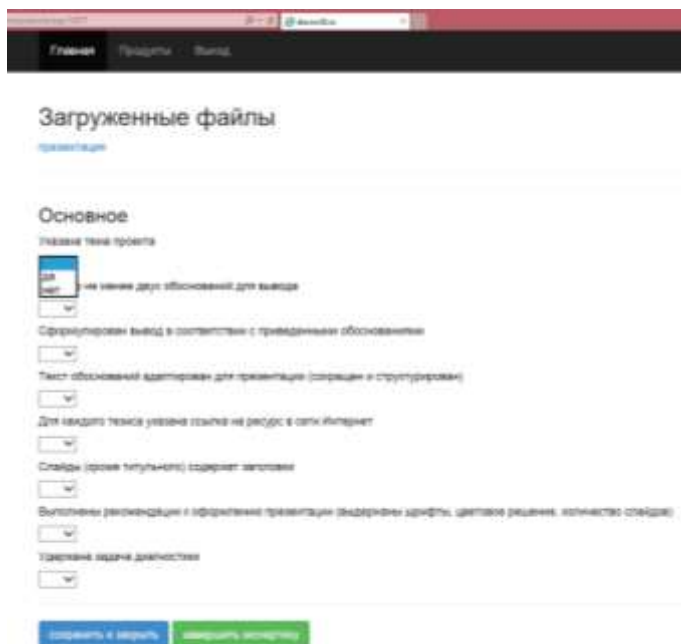 Главная Продукты Выход
Загруженные файлы
презентация
Основное
Указана тема проекта
да
нет
не менее двух обоснований для вывода
Сформулирован вывод в соответствии с приведенными обоснованиями
Текст обоснований адаптирован для презентации (сокращен и структурирован)
Для каждого тезиса указана ссылка на ресурс в сети Интернет
Слайды (кроме титульного) содержат заголовки
Выполнены рекомендации к оформлению презентации (выдержаны шрифты, цветовое решение, количество слайдов)
Удержана задача диагностики
сохранить и закрыть завершить экспертизу